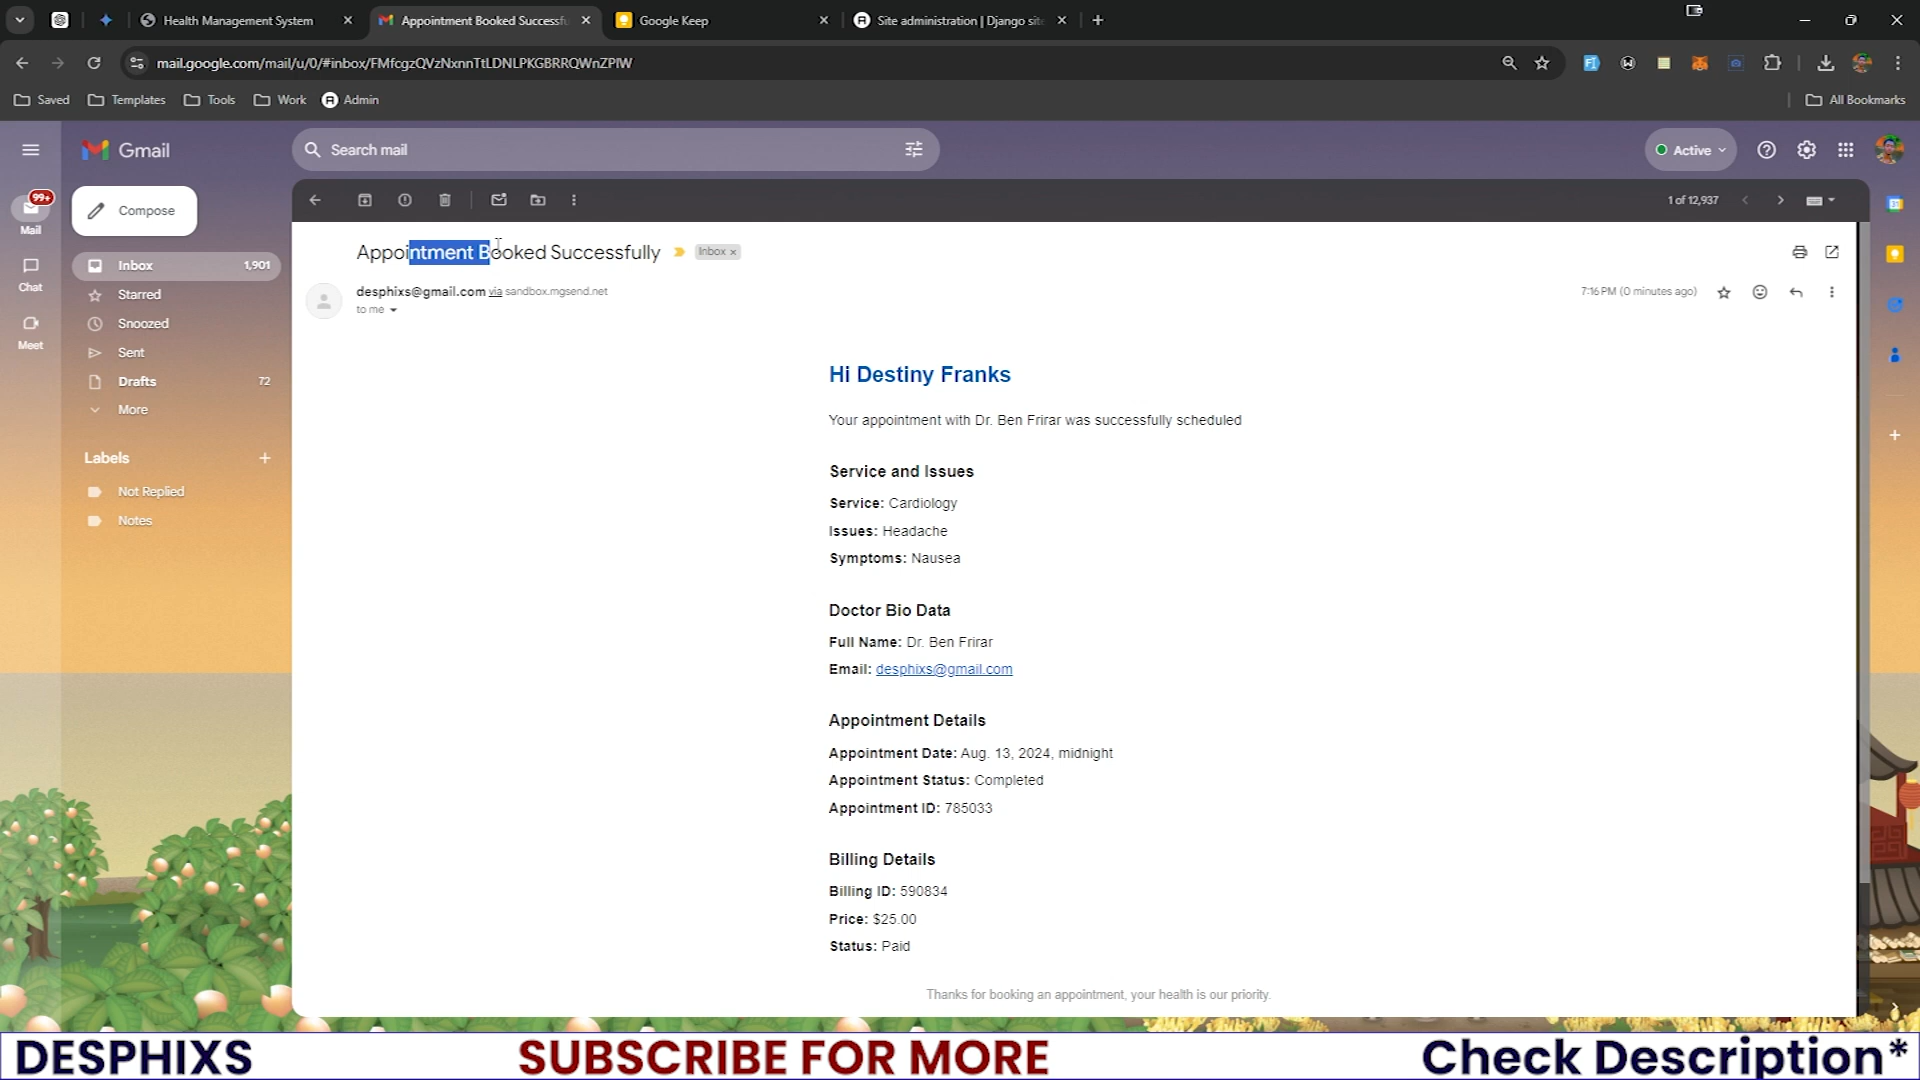 Health Management System
Appointment Booked Successfu
Google Keep
Site administration | Django site
mail.google.com/mail/u/0/#inbox/FMfcgzQVzNxnnTtLDNLPKGBRRQWnZPlW
Saved
Templates
Tools
Work
Admin
All Bookmarks
Gmail
Search mail
Active
99+
Mail
Compose
1 of 12,937
Appointment Booked Successfully
Inbox
Inbox 1,901
Chat
desphixs@gmail.com via sandbox.mgsend.net
7:16 PM (0 minutes ago)
to me
Starred
Snoozed
Meet
Sent
Drafts 72
More
Labels
Not Replied
Notes
Hi Destiny Franks
Your appointment with Dr. Ben Frirar was successfully scheduled
Service and Issues
Service: Cardiology
Issues: Headache
Symptoms: Nausea
Doctor Bio Data
Full Name: Dr. Ben Frirar
Email: desphixs@gmail.com
Appointment Details
Appointment Date: Aug. 13, 2024, midnight
Appointment Status: Completed
Appointment ID: 785033
Billing Details
Billing ID: 590834
Price: $25.00
Status: Paid
Thanks for booking an appointment, your health is our priority.
DESPHIXS
SUBSCRIBE FOR MORE
Check Description*